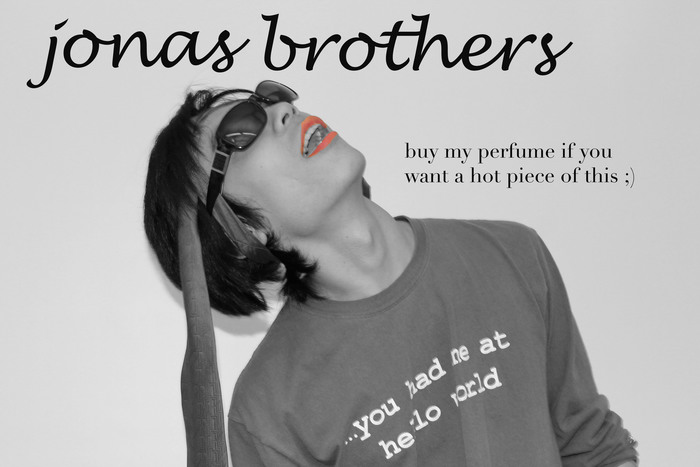 jonas brothers
buy my perfume if you
want a hot piece of this ;)
...you had me at
hello world